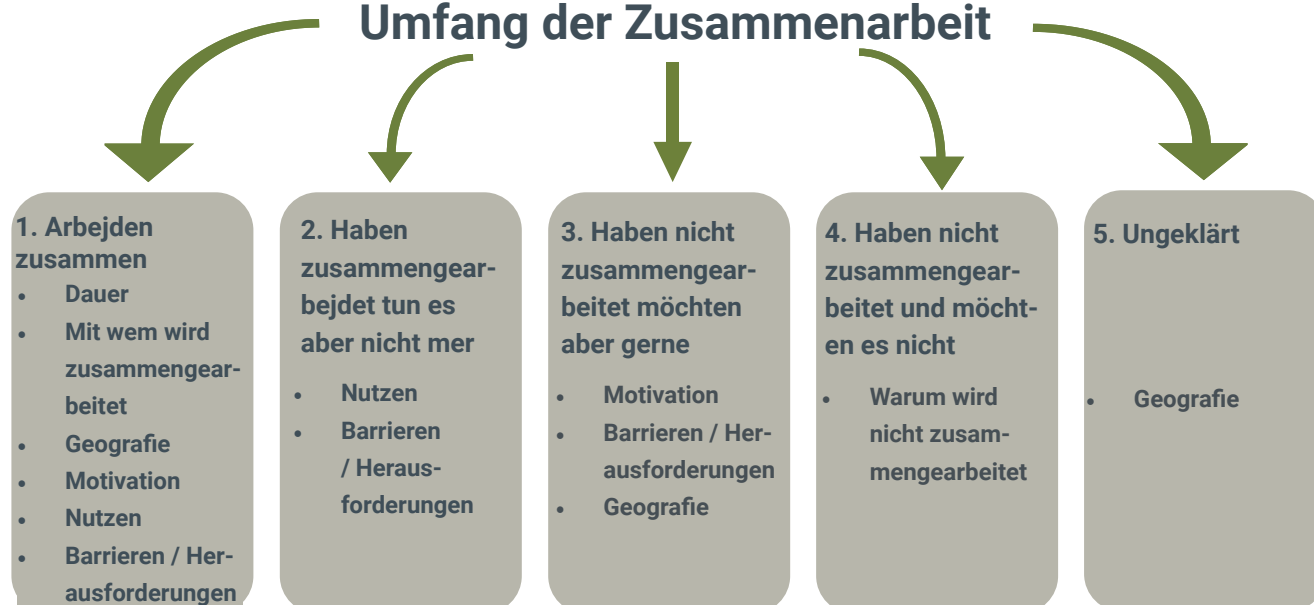 Umfang der Zusammenarbeit
1. Arbejden
zusammen
• Dauer
• Mit wem wird
zusammengear-
beitet
• Geografie
• Motivation
• Nutzen
• Barrieren / Her-
ausforderungen
2. Haben
zusammengear-
bejdet tun es
aber nicht mer
• Nutzen
• Barrieren
/ Heraus-
forderungen
3. Haben nicht
zusammengear-
beitet möchten
aber gerne
• Motivation
• Barrieren / Her-
ausforderungen
• Geografie
4. Haben nicht
zusammengear-
beitet und möcht-
en es nicht
• Warum wird
nicht zusam-
mengearbeitet
5. Ungeklärt
• Geografie